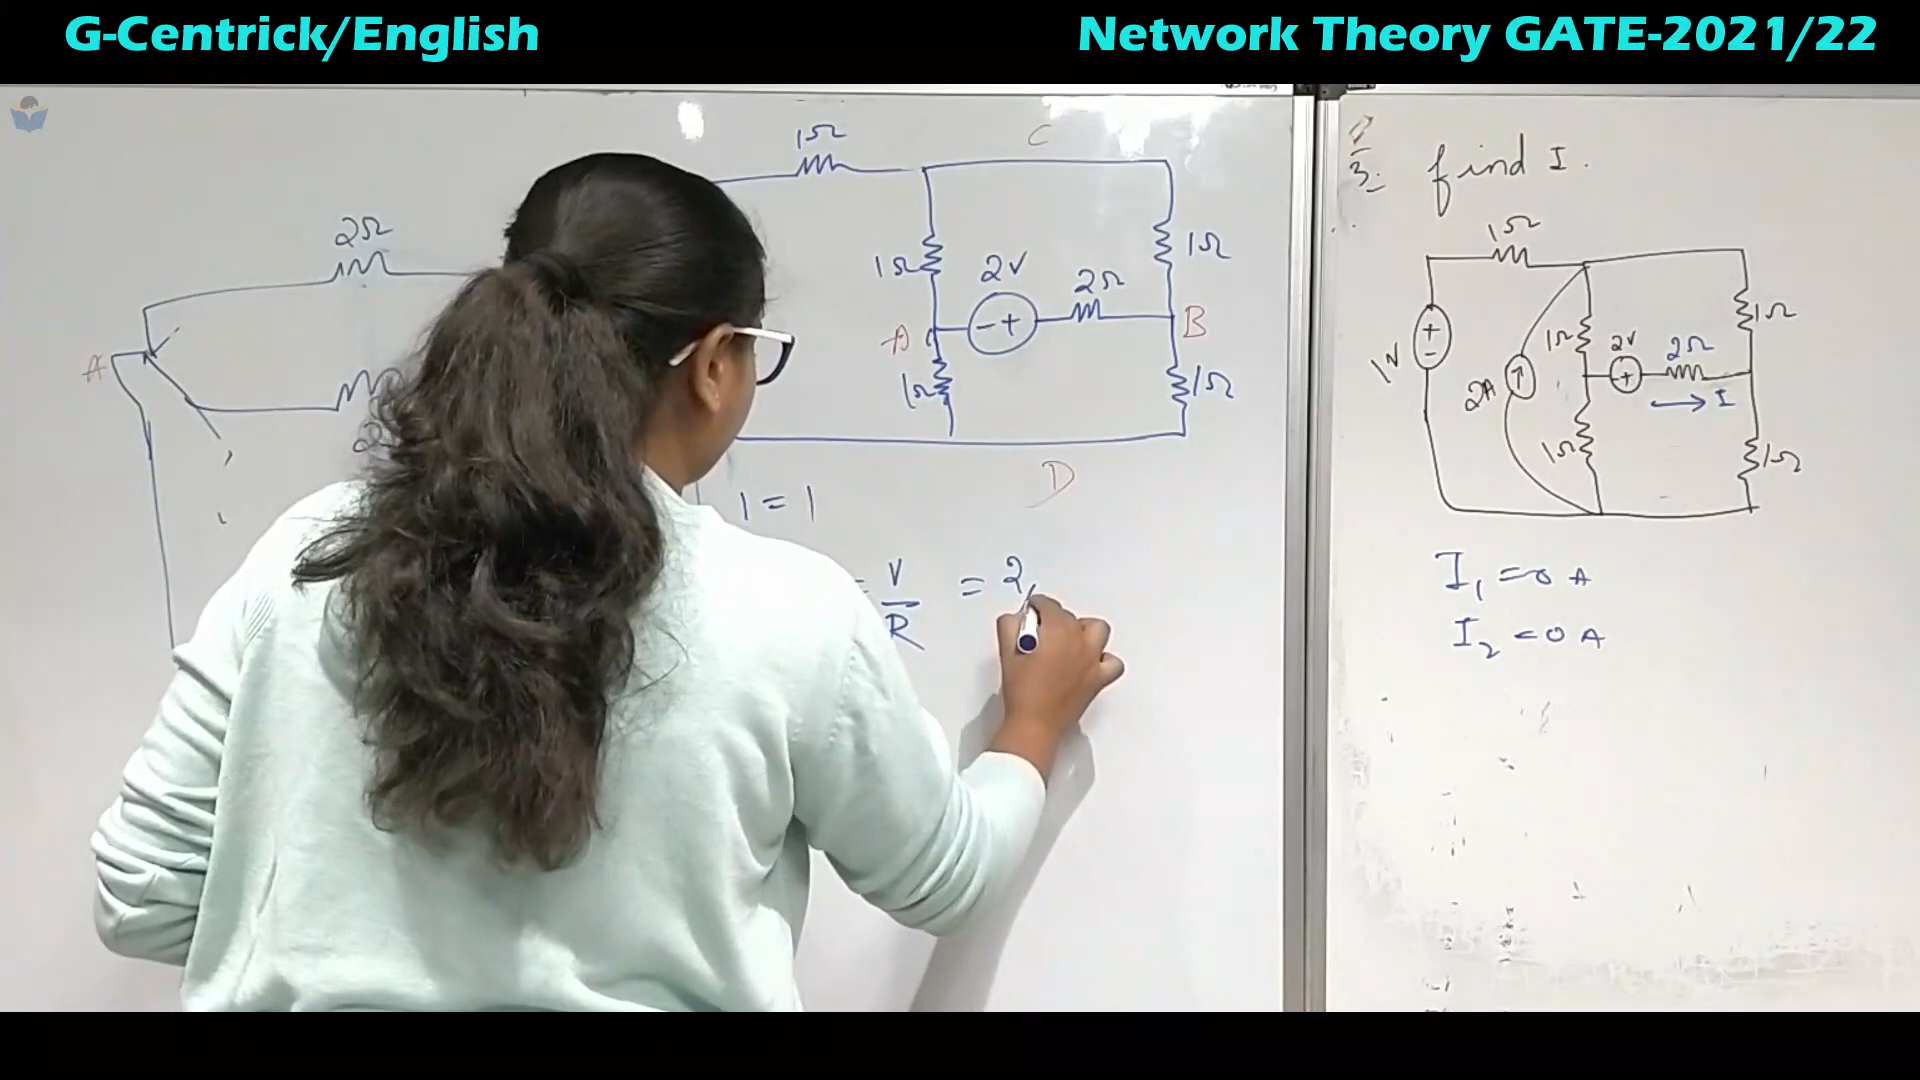 G-Centrick/English
Network Theory GATE-2021/22
1Ω
C
2Ω
1Ω
2V
2Ω
1Ω
A
- +
B
A
1Ω
1Ω
2
D
1 = 1
= V/R = 2
3. find I.
1Ω
1V
+
-
2A
1Ω
2V
+
2Ω
1Ω
I
1Ω
1Ω
I₁ = 0 A
I₂ = 0 A